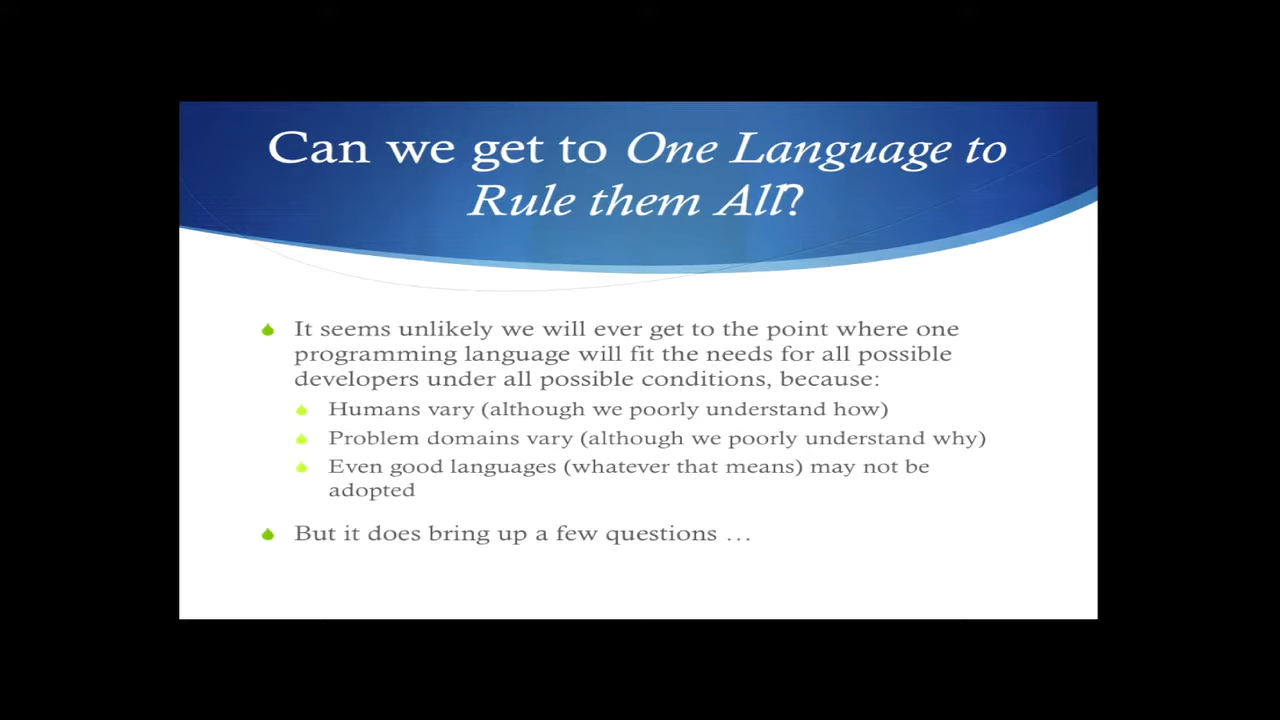 Can we get to One Language to
Rule them All?
It seems unlikely we will ever get to the point where one
programming language will fit the needs for all possible
developers under all possible conditions, because:
Humans vary (although we poorly understand how)
Problem domains vary (although we poorly understand why)
Even good languages (whatever that means) may not be
adopted
But it does bring up a few questions …